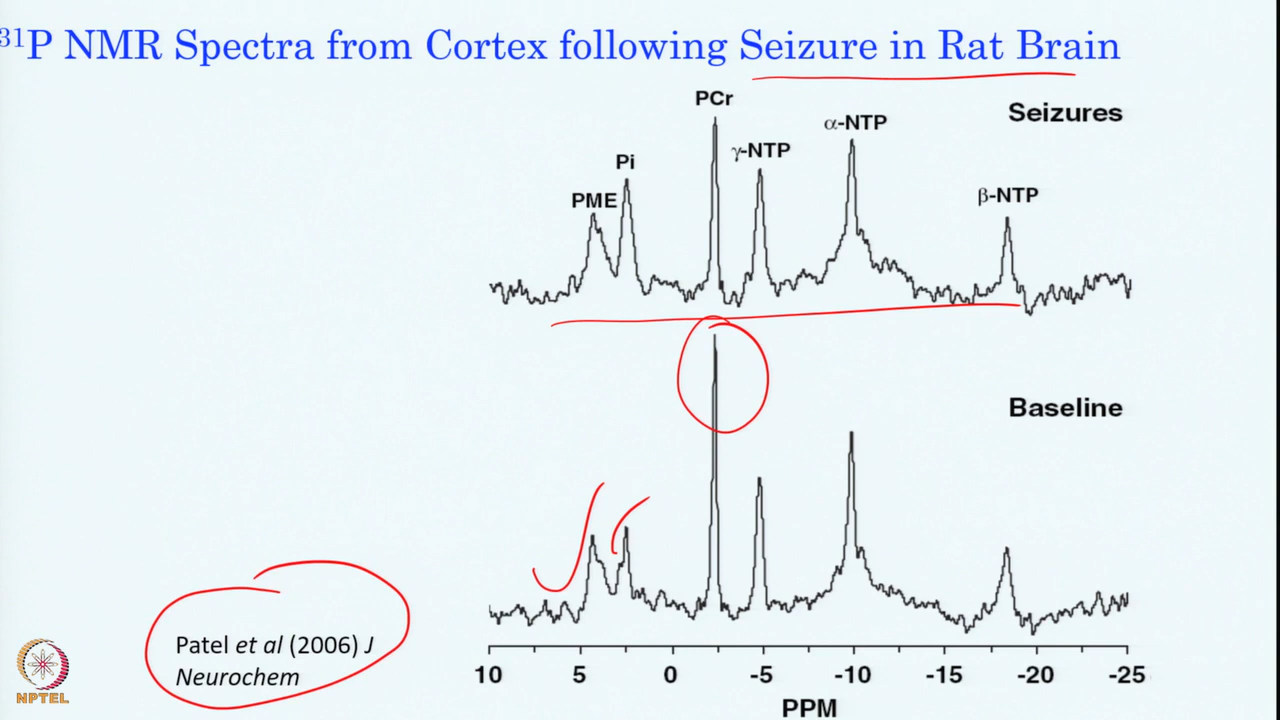 ³¹P NMR Spectra from Cortex following Seizure in Rat Brain
Seizures
PCr
α-NTP
γ-NTP
Pi
PME
β-NTP
Baseline
Patel et al (2006) J
Neurochem
10 5 0 -5 -10 -15 -20 -25
PPM
NPTEL